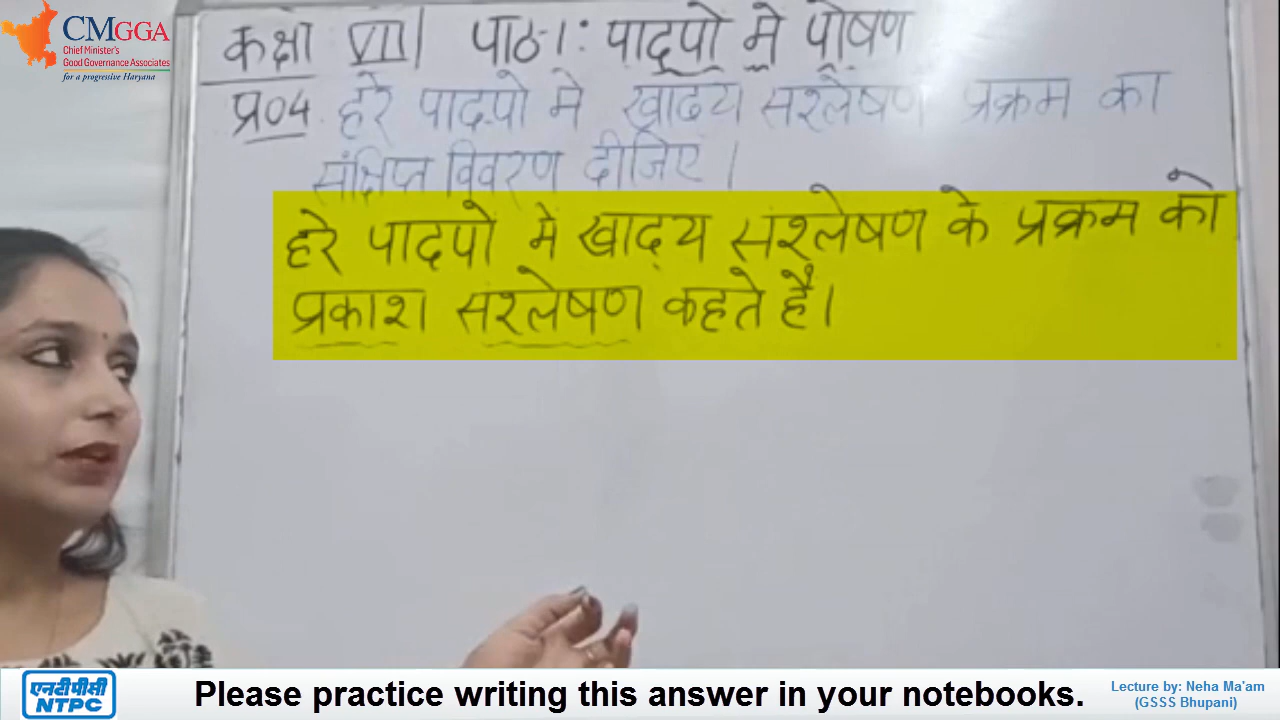 CMGGA
Chief Minister's
Good Governance Associates
for a progressive Haryana
कक्षा VII पाठ-1: पादपो मे पोषण
प्र04. हरे पादपो मे खाद्य सश्लेषण प्रक्रम का
संक्षिप्त विवरण दीजिए।
हरे पादपो मे खाद्य सश्लेषण के प्रक्रम को
प्रकाश सश्लेषण कहते है।
एनटीपीसी
NTPC
Please practice writing this answer in your notebooks.
Lecture by: Neha Ma'am
(GSSS Bhupani)